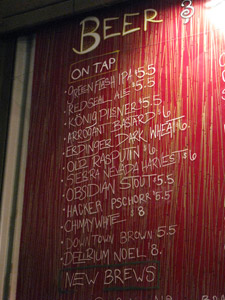 BEER
ON TAP
• GREEN FLASH IPA $5.5
• RED SEAL ALE $5.5
• KÖNIG PILSNER $5.5
• ARROGANT BASTARD $6
• ERDINGER DARK WHEAT 6.
• OLD RASPUTIN $6
• SIERRA NEVADA HARVEST $6
• OBSIDIAN STOUT 5.5
• HACKER PSCHORR $5.5
• CHIMAY WHITE $8
• DOWNTOWN BROWN $5.5
• DELIRIUM NOEL $8.
NEW BREWS